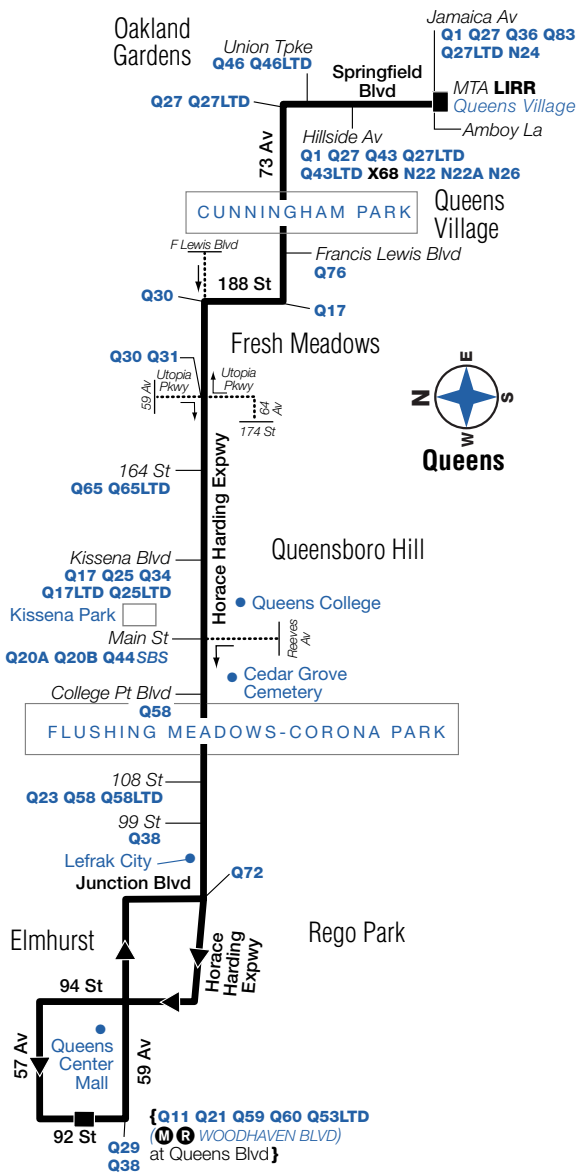 Oakland
Gardens
Jamaica Av
Q1 Q27 Q36 Q83
Q27LTD N24
Union Tpke
Q46 Q46LTD
Springfield
Blvd
MTA LIRR
Queens Village
Q27 Q27LTD
Amboy La
Hillside Av
Q1 Q27 Q43 Q27LTD
Q43LTD X68 N22 N22A N26
73 Av
CUNNINGHAM PARK
Queens
Village
F Lewis Blvd
Francis Lewis Blvd
Q76
188 St
Q30
Q17
Fresh Meadows
Q30 Q31
Utopia
Pkwy
Utopia
Pkwy
59 Av
64
Av
174 St
E
N
S
W
Queens
164 St
Q65 Q65LTD
Horace Harding Expwy
Kissena Blvd
Q17 Q25 Q34
Q17LTD Q25LTD
Queensboro Hill
Kissena Park
Queens College
Main St
Q20A Q20B Q44SBS
Reeves
Av
Cedar Grove
Cemetery
College Pt Blvd
Q58
FLUSHING MEADOWS-CORONA PARK
108 St
Q23 Q58 Q58LTD
99 St
Q38
Lefrak City
Q72
Junction Blvd
Elmhurst
Rego Park
Horace
Harding
Expwy
94 St
57 Av
Queens
Center
Mall
59 Av
92 St
Q29
Q38
{Q11 Q21 Q59 Q60 Q53LTD
(M R WOODHAVEN BLVD)
at Queens Blvd}